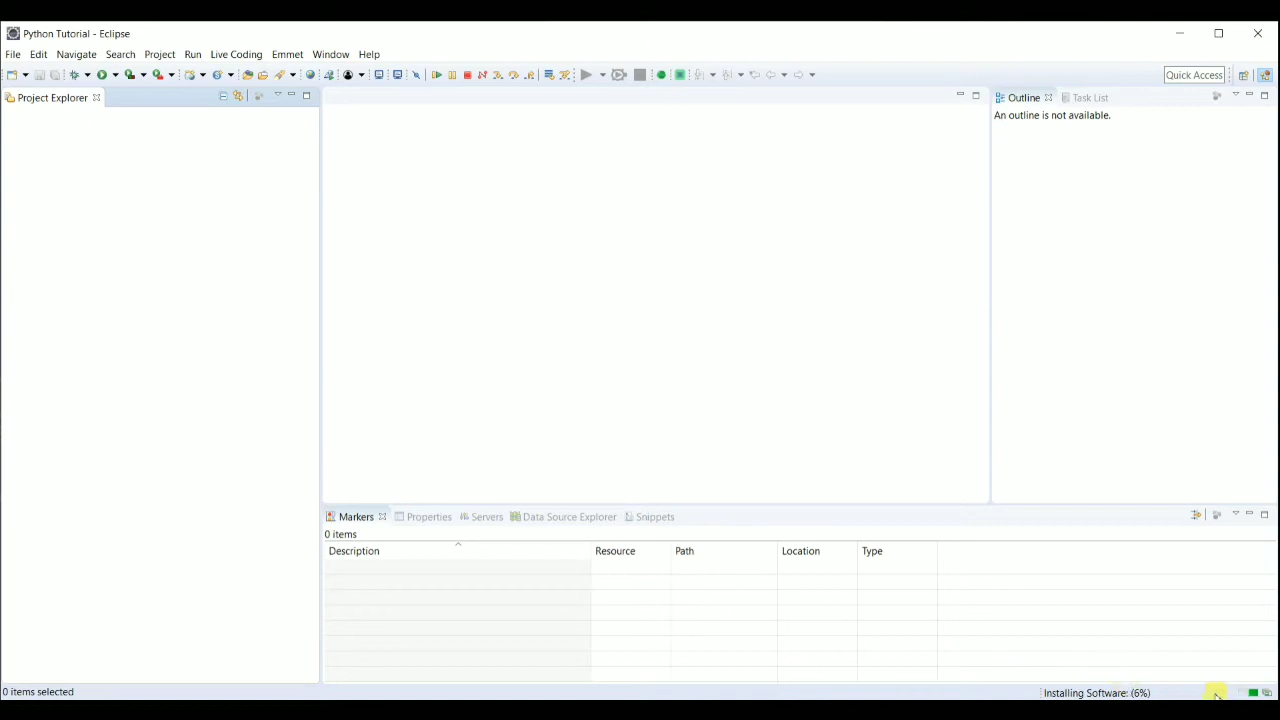 Python Tutorial - Eclipse
File Edit Navigate Search Project Run Live Coding Emmet Window Help
Quick Access
Project Explorer
Outline Task List
An outline is not available.
Markers Properties Servers Data Source Explorer Snippets
0 items
Description Resource Path Location Type
0 items selected
Installing Software: (6%)